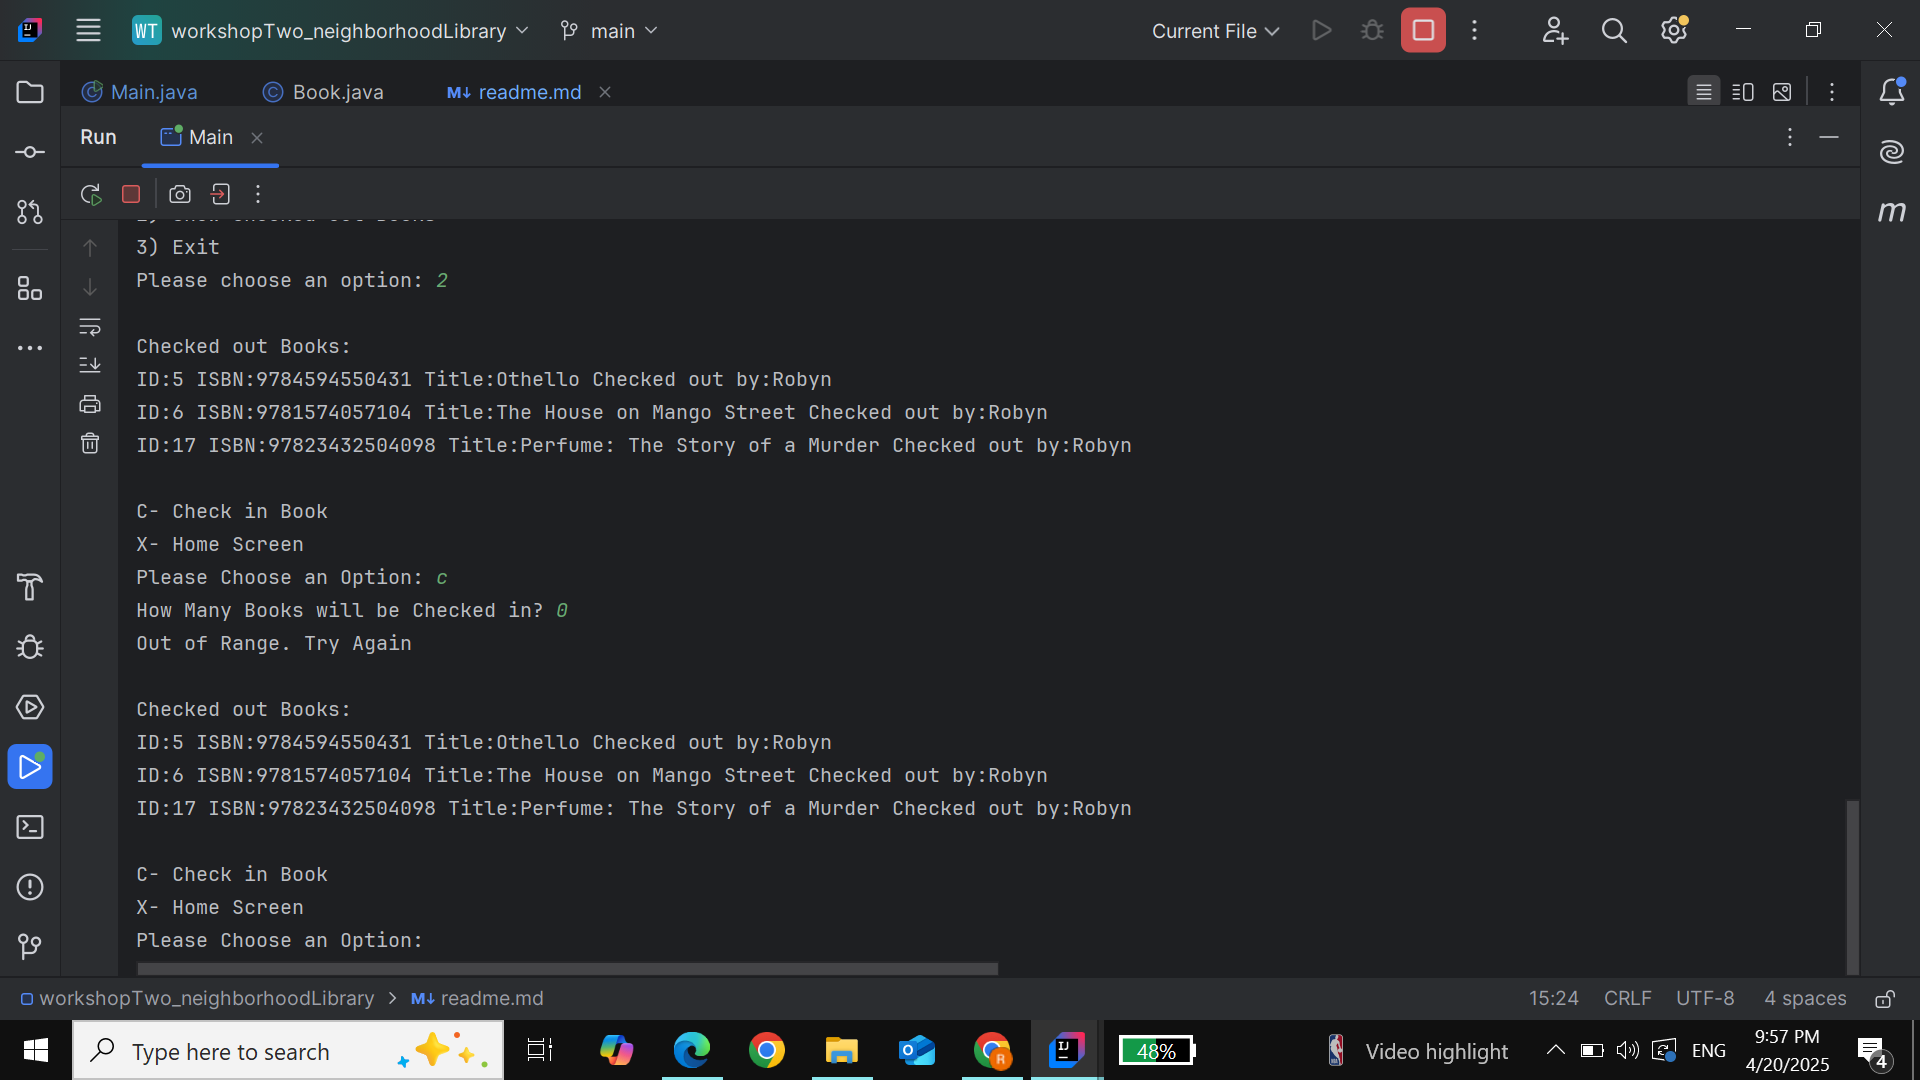 WT workshopTwo_neighborhoodLibrary main Current File
Main.java Book.java M↓ readme.md
Run Main
3) Exit
Please choose an option: 2
Checked out Books:
ID:5 ISBN:9784594550431 Title:Othello Checked out by:Robyn
ID:6 ISBN:9781574057104 Title:The House on Mango Street Checked out by:Robyn
ID:17 ISBN:97823432504098 Title:Perfume: The Story of a Murder Checked out by:Robyn
C- Check in Book
X- Home Screen
Please Choose an Option: c
How Many Books will be Checked in? 0
Out of Range. Try Again
Checked out Books:
ID:5 ISBN:9784594550431 Title:Othello Checked out by:Robyn
ID:6 ISBN:9781574057104 Title:The House on Mango Street Checked out by:Robyn
ID:17 ISBN:97823432504098 Title:Perfume: The Story of a Murder Checked out by:Robyn
C- Check in Book
X- Home Screen
Please Choose an Option:
workshopTwo_neighborhoodLibrary > M↓ readme.md 15:24 CRLF UTF-8 4 spaces
Type here to search 48% Video highlight ENG 9:57 PM
4/20/2025 4